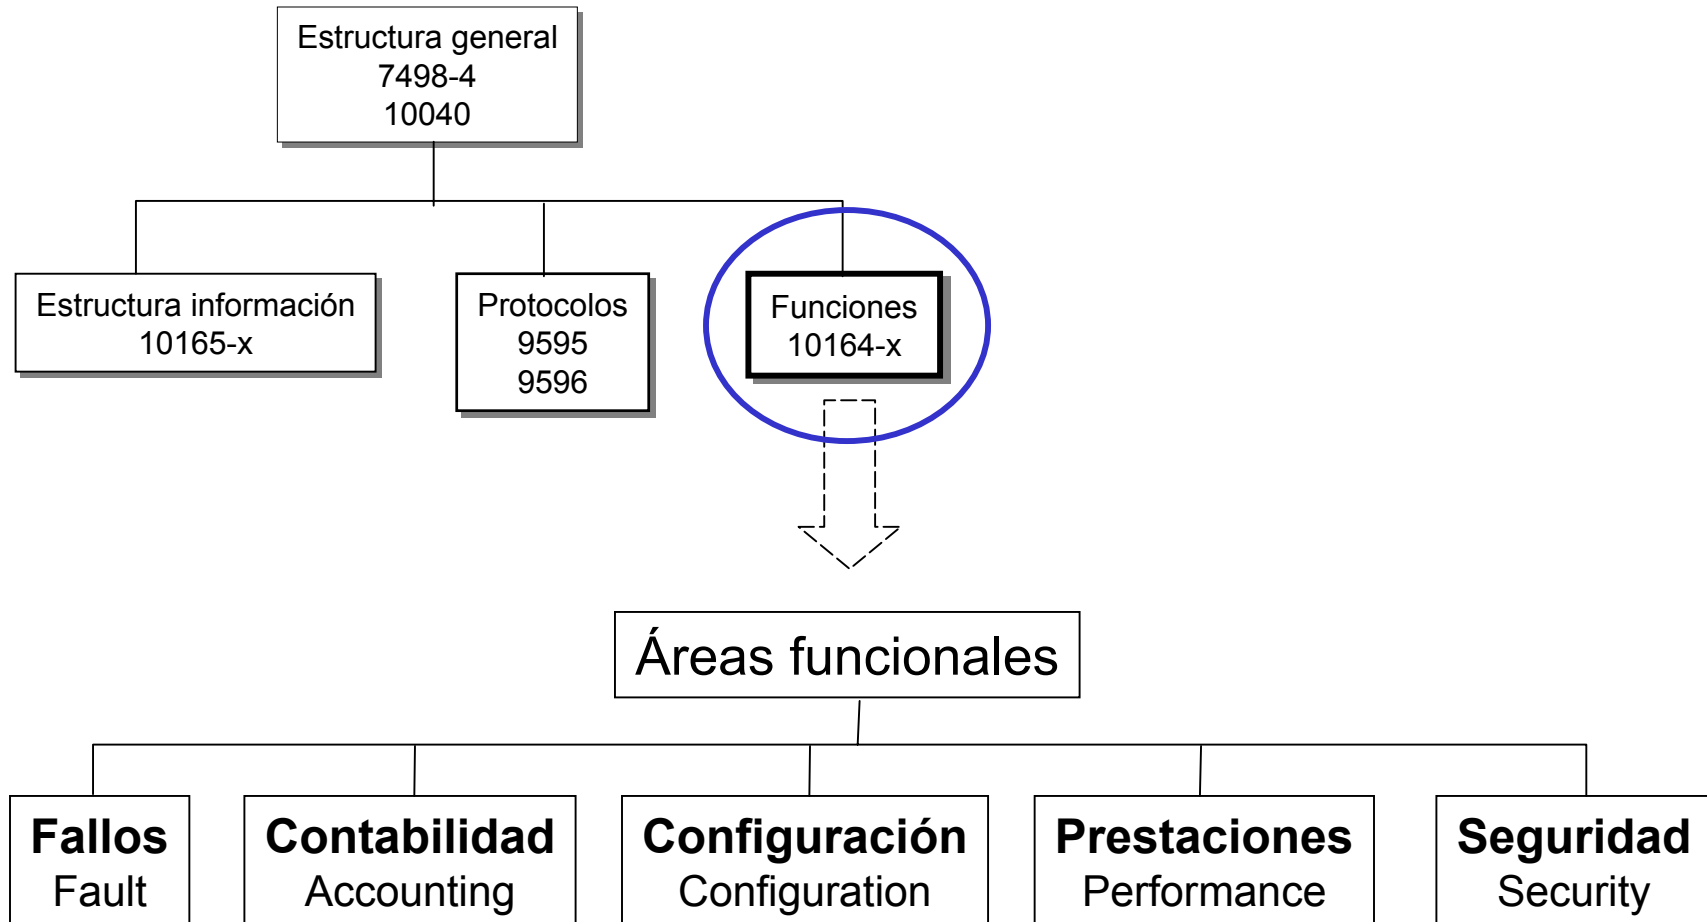 Estructura general
7498-4
10040
Estructura información
10165-x
Protocolos
9595
9596
Funciones
10164-x
Áreas funcionales
Fallos
Fault
Contabilidad
Accounting
Configuración
Configuration
Prestaciones
Performance
Seguridad
Security